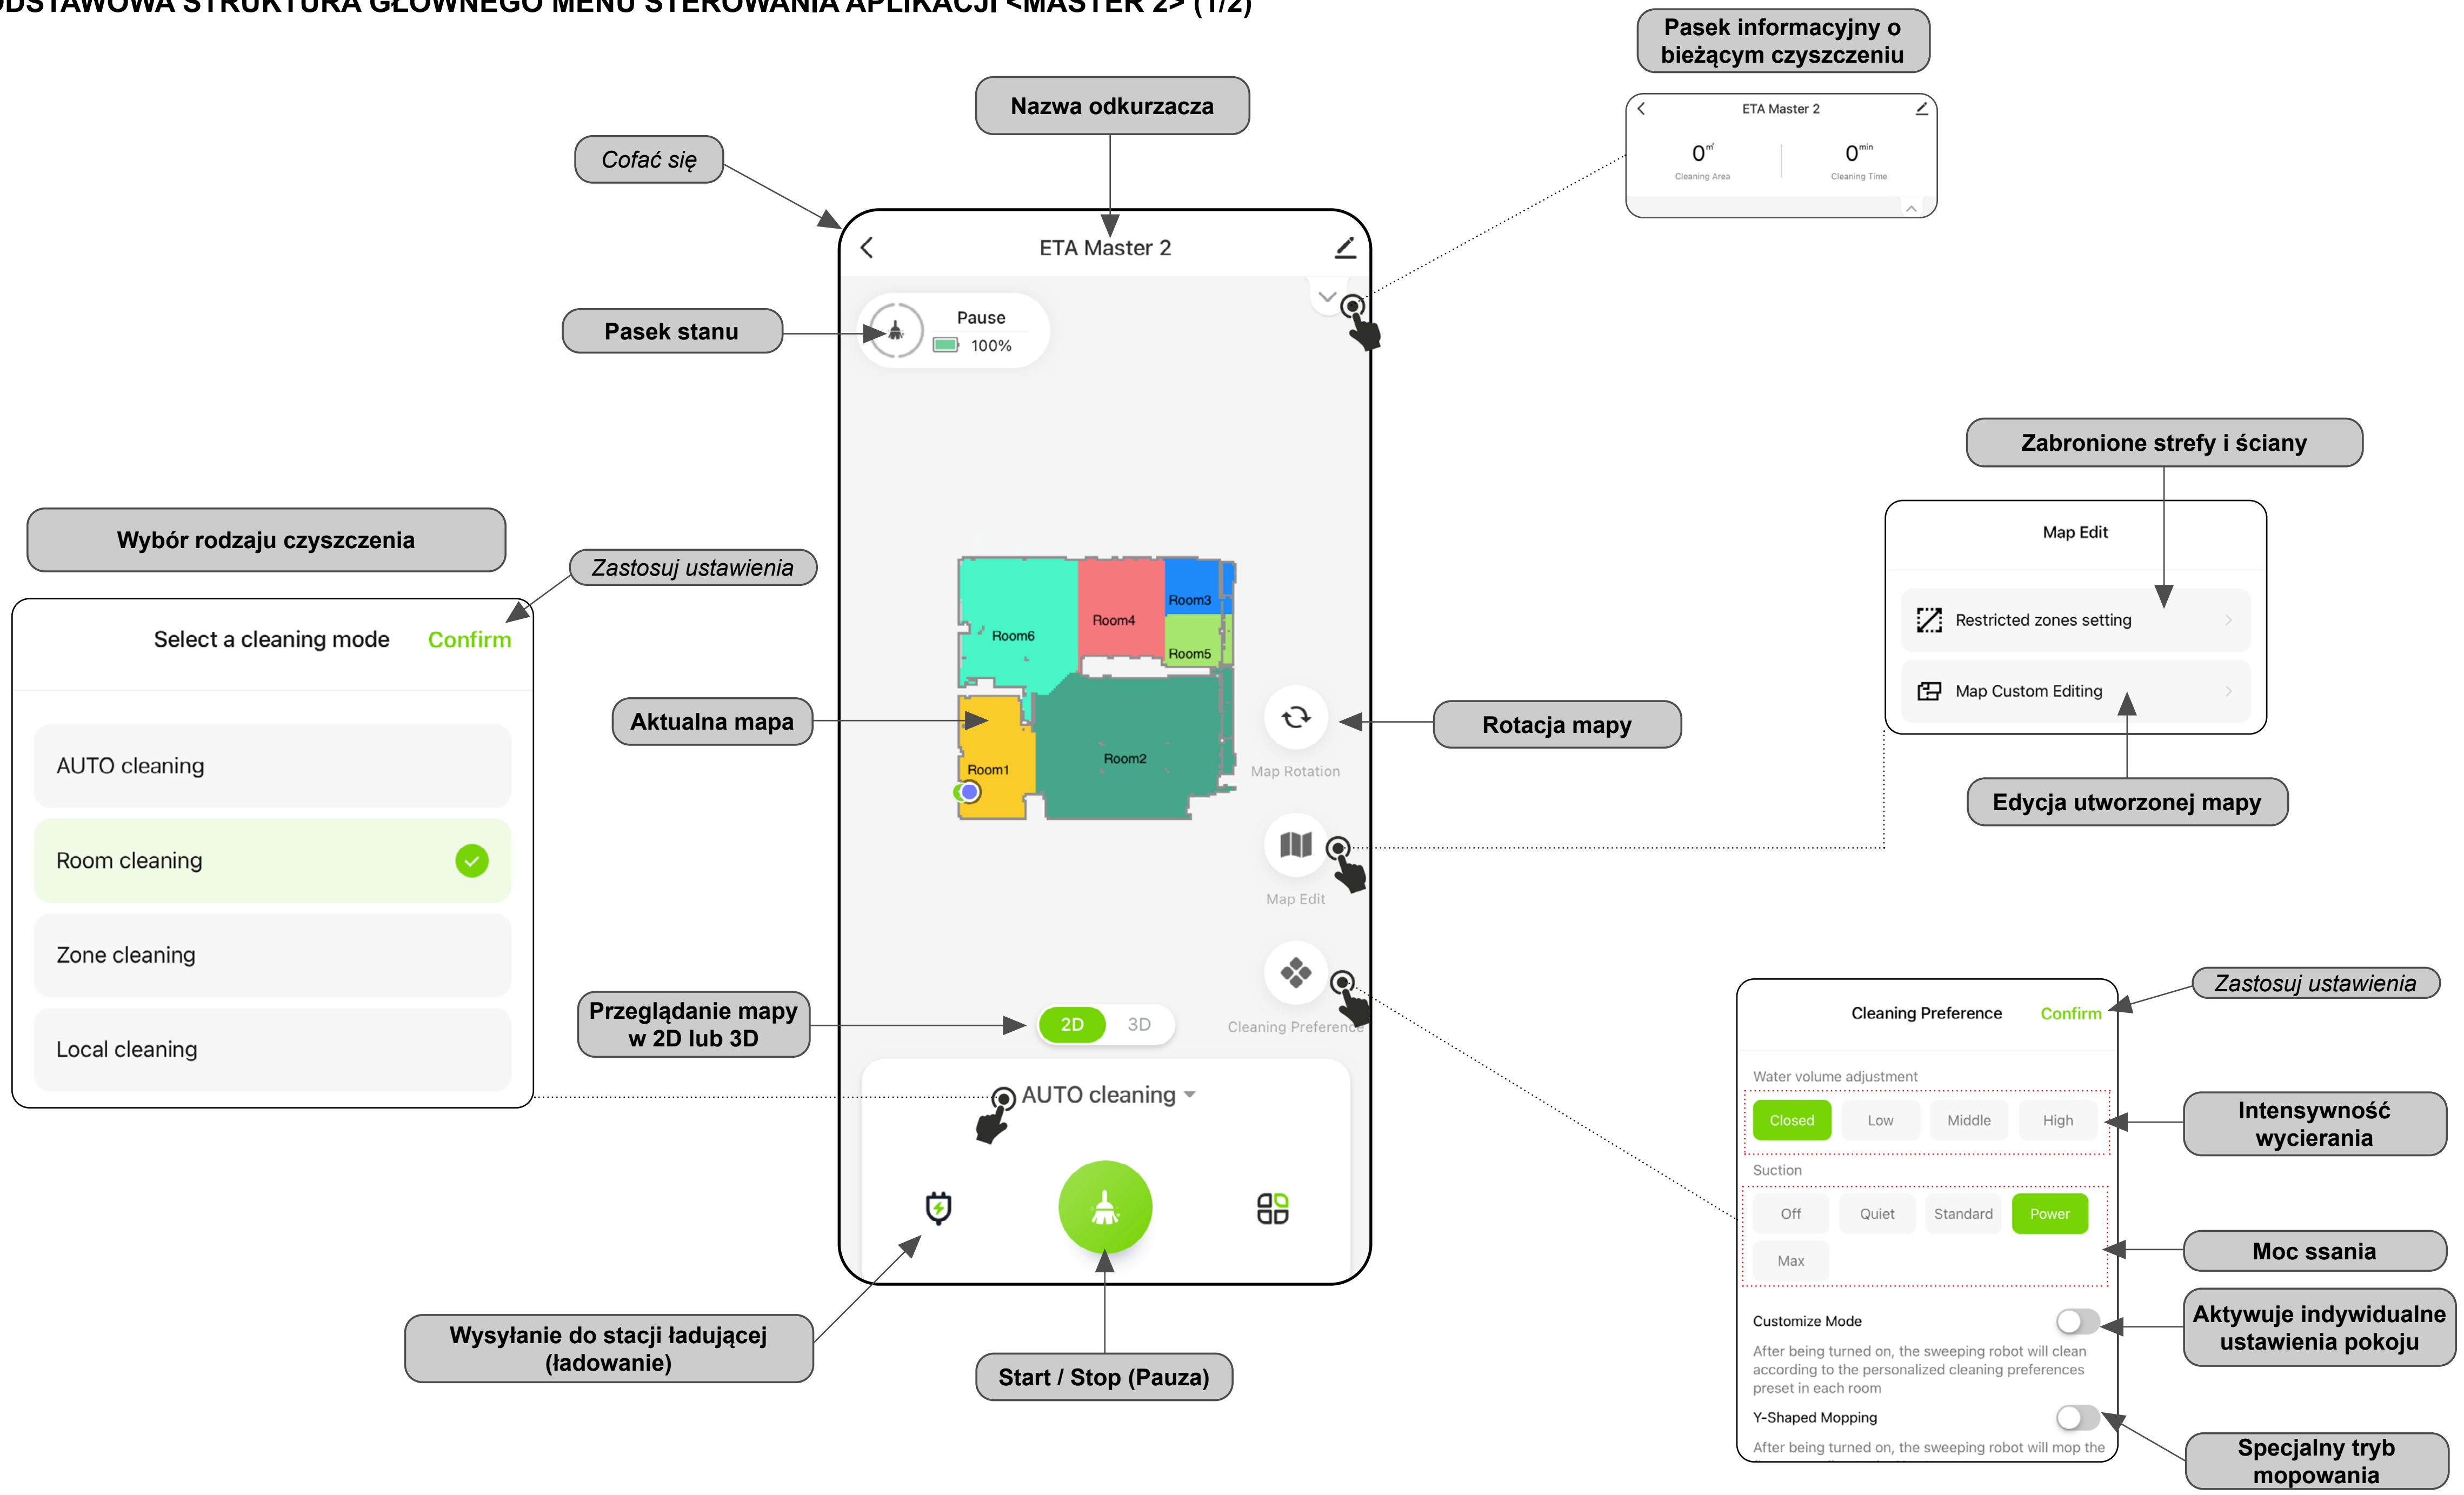 ODSTAWOWA STRUKTURA GŁÓWNEGO MENU STEROWANIA APLIKACJI <MASTER 2> (1/2)
Pasek informacyjny o
bieżącym czyszczeniu
ETA Master 2
0 ㎡
Cleaning Area
0 min
Cleaning Time
Nazwa odkurzacza
Cofać się
ETA Master 2
Pasek stanu
Pause
100%
Zabronione strefy i ściany
Map Edit
Restricted zones setting
Map Custom Editing
Edycja utworzonej mapy
Wybór rodzaju czyszczenia
Zastosuj ustawienia
Select a cleaning mode
Confirm
AUTO cleaning
Room cleaning
Zone cleaning
Local cleaning
Room6
Room4
Room3
Room5
Room1
Room2
Aktualna mapa
Rotacja mapy
Map Rotation
Map Edit
Cleaning Preference
Przeglądanie mapy
w 2D lub 3D
2D
3D
AUTO cleaning
Wysyłanie do stacji ładującej
(ładowanie)
Start / Stop (Pauza)
Zastosuj ustawienia
Cleaning Preference
Confirm
Water volume adjustment
Closed
Low
Middle
High
Intensywność
wycierania
Suction
Off
Quiet
Standard
Power
Max
Moc ssania
Customize Mode
Aktywuje indywidualne
ustawienia pokoju
After being turned on, the sweeping robot will clean
according to the personalized cleaning preferences
preset in each room
Y-Shaped Mopping
After being turned on, the sweeping robot will mop the
Specjalny tryb
mopowania